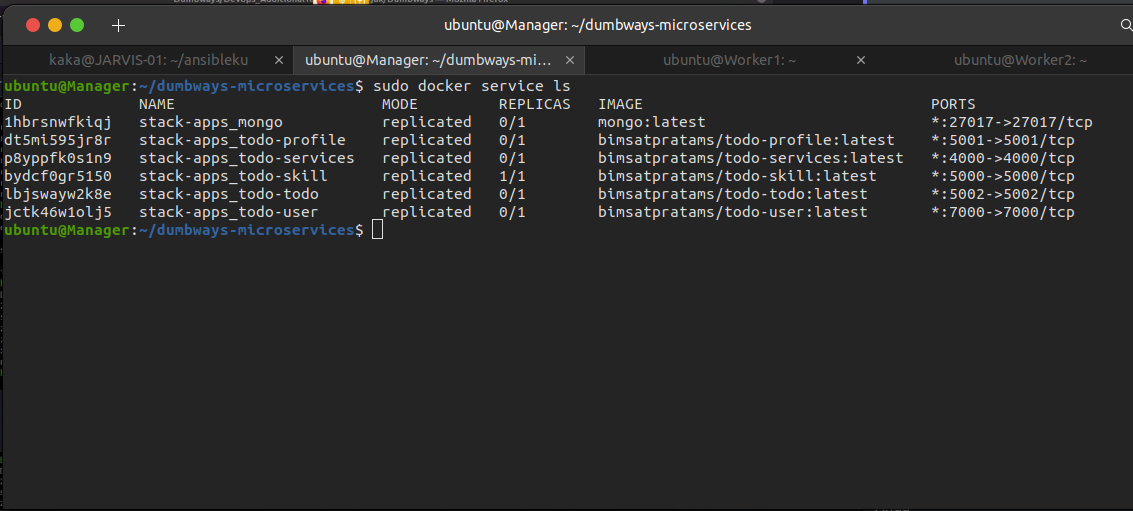 ubuntu@Manager: ~/dumbways-microservices
kaka@JARVIS-01: ~/ansibleku × ubuntu@Manager: ~/dumbways-mi... × ubuntu@Worker1: ~ × ubuntu@Worker2: ~
ubuntu@Manager:~/dumbways-microservices$ sudo docker service ls
ID NAME MODE REPLICAS IMAGE PORTS
1hbrsnwfkiqj stack-apps_mongo replicated 0/1 mongo:latest *:27017->27017/tcp
dt5mi595jr8r stack-apps_todo-profile replicated 0/1 bimsatpratams/todo-profile:latest *:5001->5001/tcp
p8yppfk0s1n9 stack-apps_todo-services replicated 0/1 bimsatpratams/todo-services:latest *:4000->4000/tcp
bydcf0gr5150 stack-apps_todo-skill replicated 1/1 bimsatpratams/todo-skill:latest *:5000->5000/tcp
lbjswayw2k8e stack-apps_todo-todo replicated 0/1 bimsatpratams/todo-todo:latest *:5002->5002/tcp
jctk46w1olj5 stack-apps_todo-user replicated 0/1 bimsatpratams/todo-user:latest *:7000->7000/tcp
ubuntu@Manager:~/dumbways-microservices$